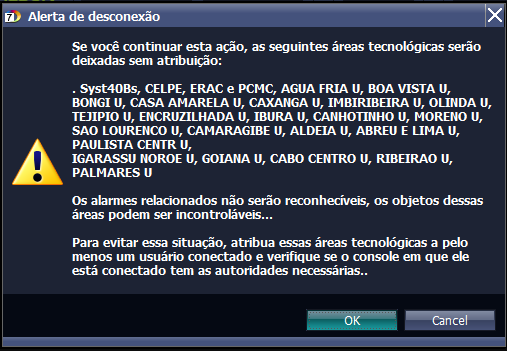 7 Alerta de desconexão
Se você continuar esta ação, as seguintes áreas tecnológicas serão
deixadas sem atribuição:
. Syst40Bs, CELPE, ERAC e PCMC, AGUA FRIA U, BOA VISTA U,
BONGI U, CASA AMARELA U, CAXANGA U, IMBIRIBEIRA U, OLINDA U,
TEJIPIO U, ENCRUZILHADA U, IBURA U, CANHOTINHO U, MORENO U,
SAO LOURENCO U, CAMARAGIBE U, ALDEIA U, ABREU E LIMA U,
PAULISTA CENTR U,
IGARASSU NOROE U, GOIANA U, CABO CENTRO U, RIBEIRAO U,
PALMARES U
Os alarmes relacionados não serão reconhecíveis, os objetos dessas
áreas podem ser incontroláveis...
Para evitar essa situação, atribua essas áreas tecnológicas a pelo
menos um usuário conectado e verifique se o console em que ele
está conectado tem as autoridades necessárias..
OK Cancel